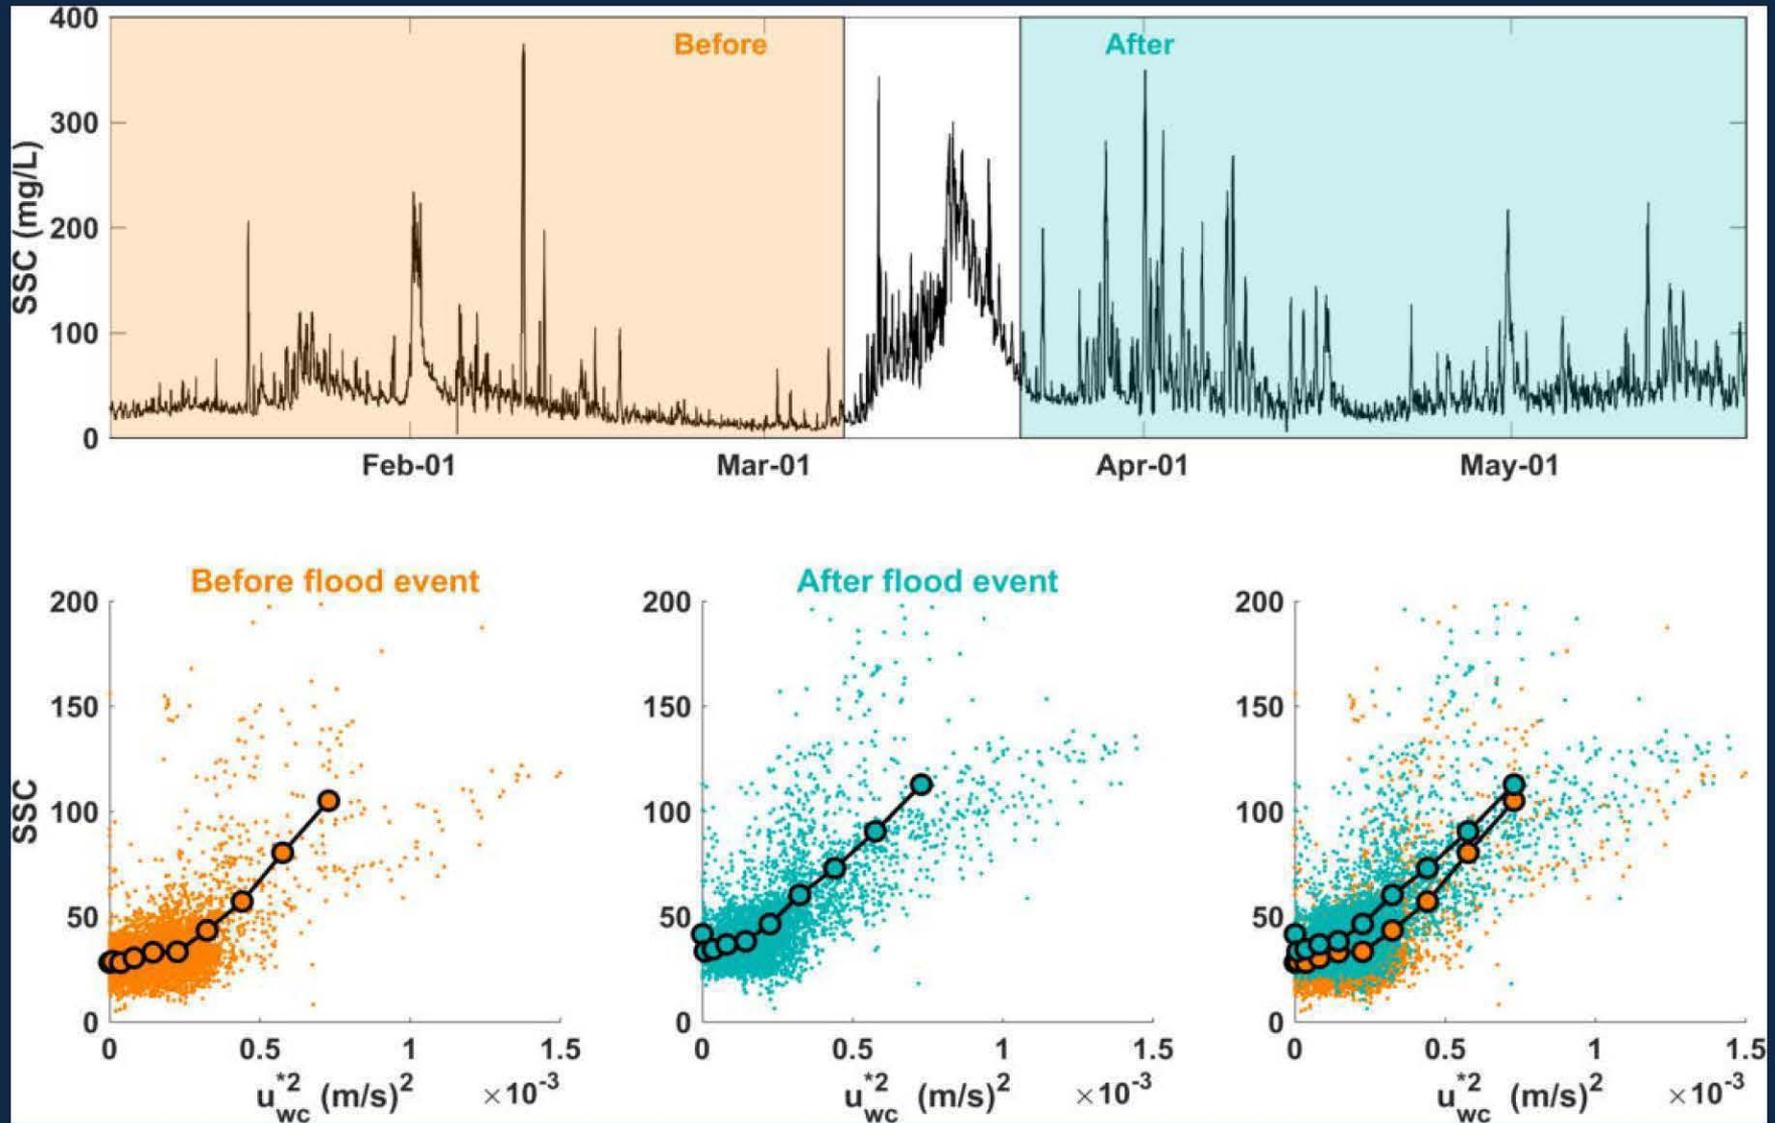 400
Before
After
300
SSC (mg/L)
200
100
0
Feb-01
Mar-01
Apr-01
May-01
Before flood event
After flood event
200
150
SSC
100
50
0
0
0.5
1
1.5
u*2wc (m/s)2
×10-3
200
150
100
50
0
0
0.5
1
1.5
u*2wc (m/s)2
×10-3
200
150
100
50
0
0
0.5
1
1.5
u*2wc (m/s)2
×10-3